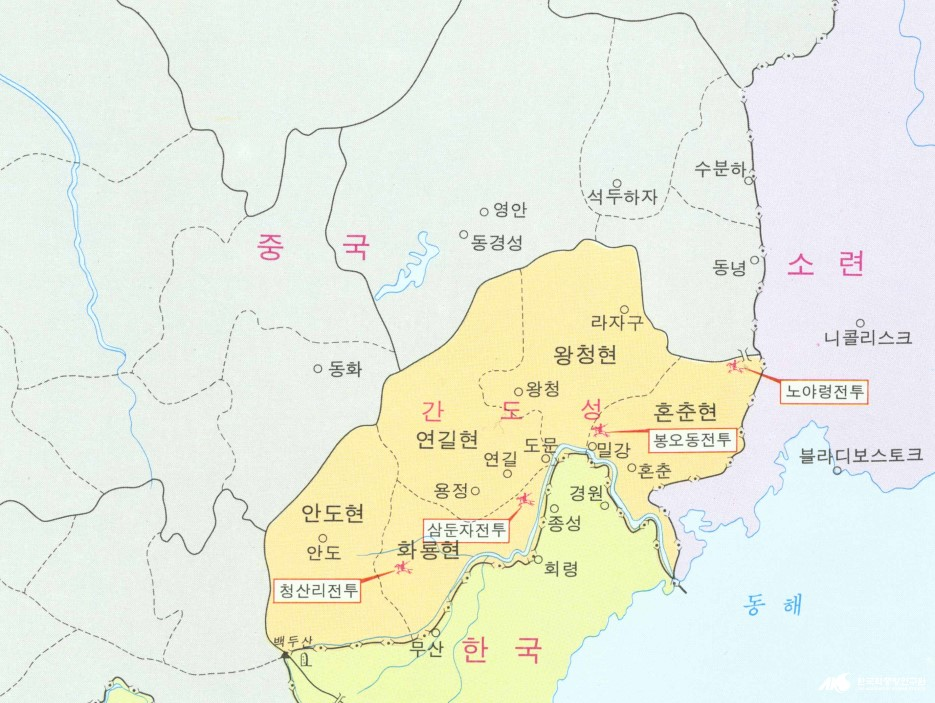 수분하
석두하자
영안
동경성
중 국
소 련
동녕
라자구
니콜리스크
왕청현
동화
왕청
노야령전투
간 도 성
혼춘현
연길현
봉오동전투
도문
밀강
블라디보스토크
연길
혼춘
용정
경원
안도현
삼둔자전투
종성
안도
화룡현
회령
청산리전투
동 해
백두산
무산
한 국